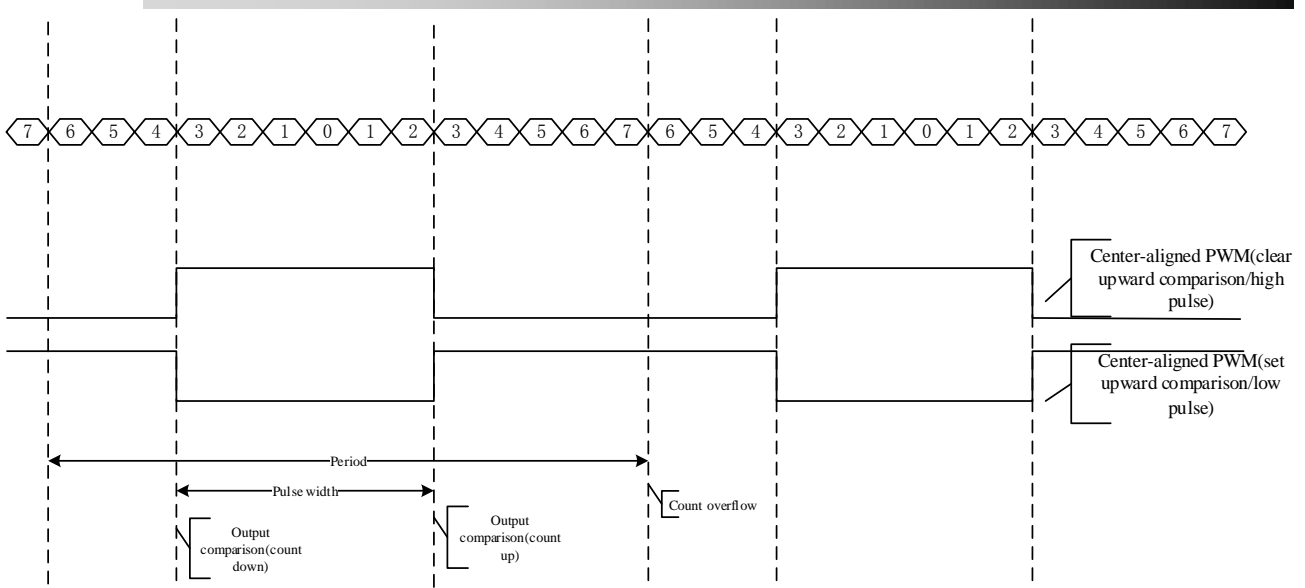 7 6 5 4 3 2 1 0 1 2 3 4 5 6 7 6 5 4 3 2 1 0 1 2 3 4 5 6 7
Center-aligned PWM(clear
upward comparison/high
pulse)
Center-aligned PWM(set
upward comparison/low
pulse)
Period
Pulse width
Count overflow
Output
comparison(count
down)
Output
comparison(count
up)